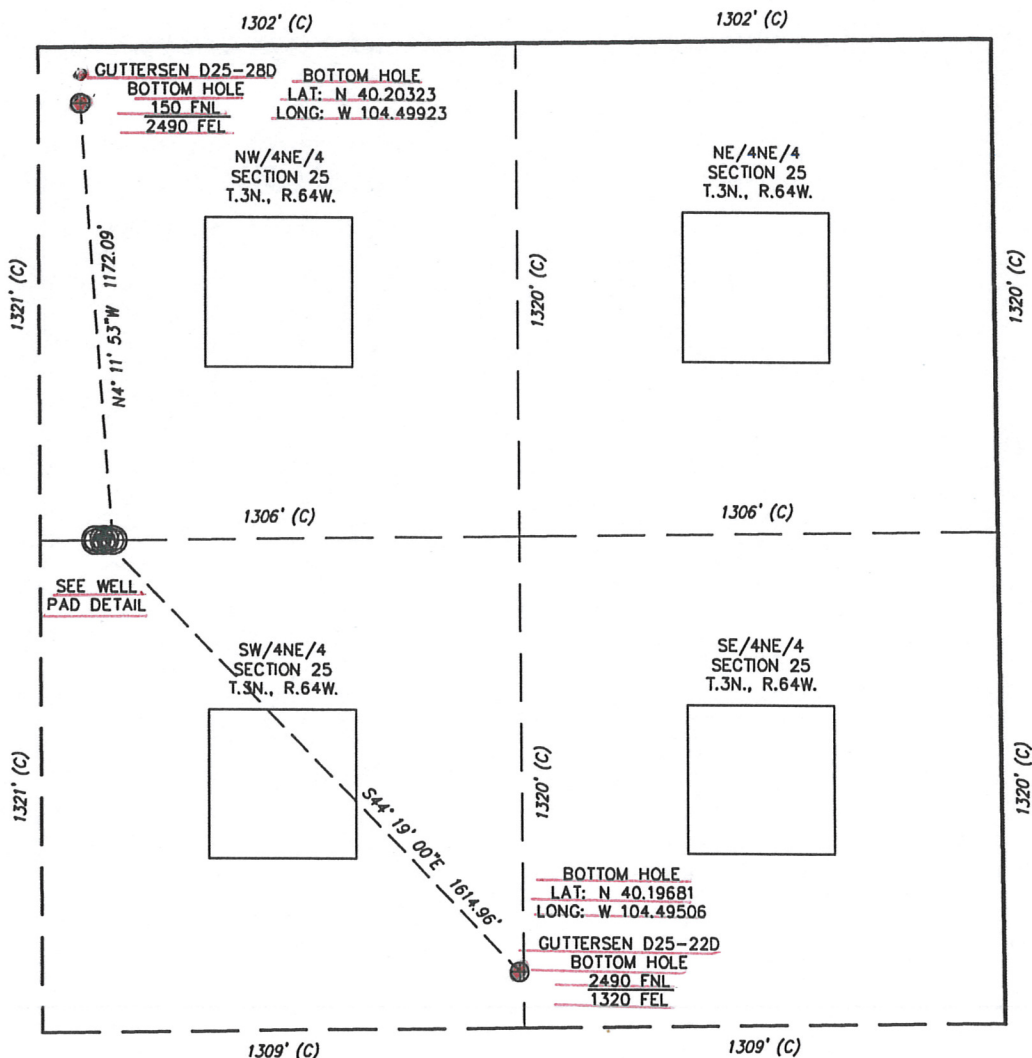 1302' (C)
1302' (C)
GUTTERSEN D25-28D
BOTTOM HOLE
150 FNL
2490 FEL
BOTTOM HOLE
LAT: N 40.20323
LONG: W 104.49923
NW/4NE/4
SECTION 25
T.3N., R.64W.
NE/4NE/4
SECTION 25
T.3N., R.64W.
1321' (C)
N4° 11' 53"W 1172.09'
1320' (C)
1320' (C)
1306' (C)
1306' (C)
SEE WELL
PAD DETAIL
SW/4NE/4
SECTION 25
T.3N., R.64W.
SE/4NE/4
SECTION 25
T.3N., R.64W.
1321' (C)
S44° 19' 00"E 1614.96'
1320' (C)
1320' (C)
BOTTOM HOLE
LAT: N 40.19681
LONG: W 104.49506
GUTTERSEN D25-22D
BOTTOM HOLE
2490 FNL
1320 FEL
1309' (C)
1309' (C)